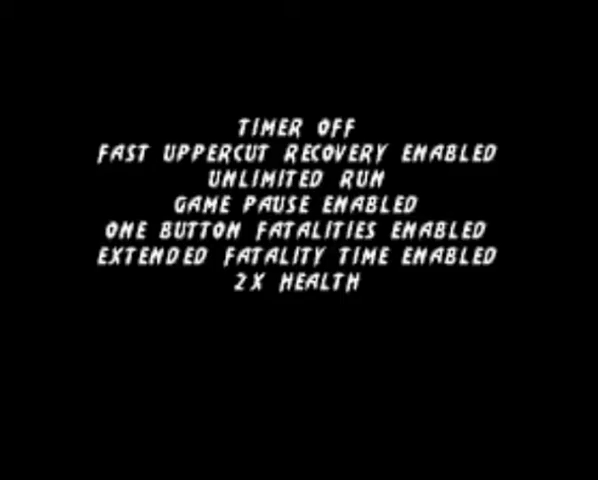 TIMER OFF
FAST UPPERCUT RECOVERY ENABLED
UNLIMITED RUN
GAME PAUSE ENABLED
ONE BUTTON FATALITIES ENABLED
EXTENDED FATALITY TIME ENABLED
2X HEALTH